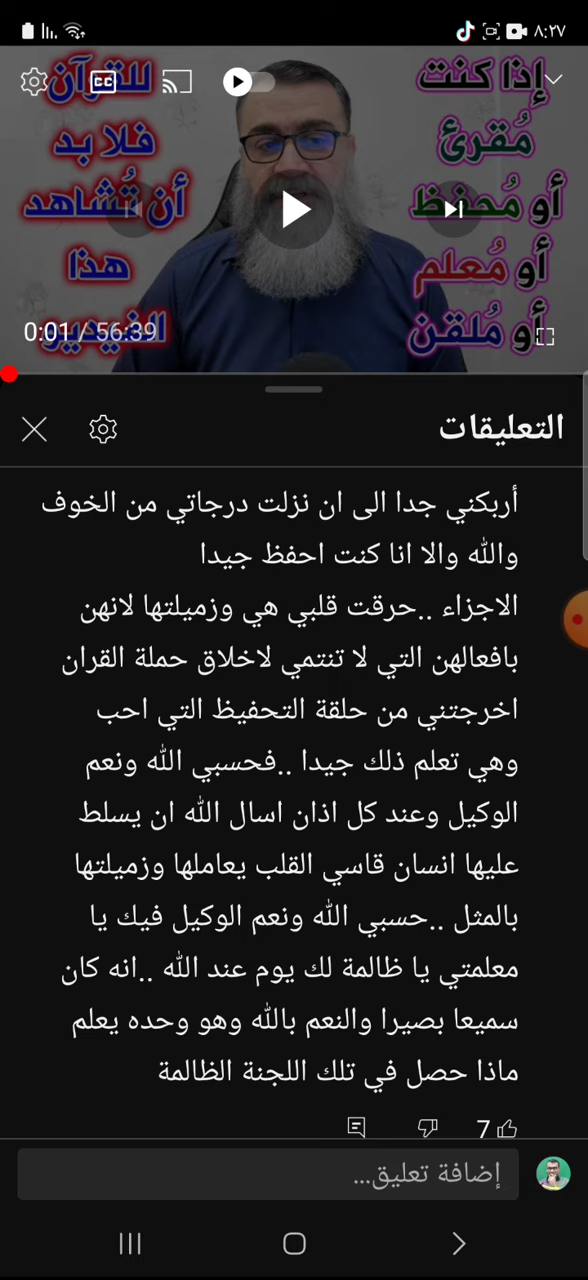 ٨:٢٧
إذا كنت
مُقرئ
أو مُحفظ
أو مُعلم
أو مُلقن
للقرآن
فلا بد
أن تُشاهد
هذا
الفيديو
CC
0:01 / 56:39
التعليقات
أربكني جدا الى ان نزلت درجاتي من الخوف
والله والا انا كنت احفظ جيدا
الاجزاء ..حرقت قلبي هي وزميلتها لانهن
بافعالهن التي لا تنتمي لاخلاق حملة القران
اخرجتني من حلقة التحفيظ التي احب
وهي تعلم ذلك جيدا ..فحسبي الله ونعم
الوكيل وعند كل اذان اسال الله ان يسلط
عليها انسان قاسي القلب يعاملها وزميلتها
بالمثل ..حسبي الله ونعم الوكيل فيك يا
معلمتي يا ظالمة لك يوم عند الله ..انه كان
سميعا بصيرا والنعم بالله وهو وحده يعلم
ماذا حصل في تلك اللجنة الظالمة
7
إضافة تعليق...